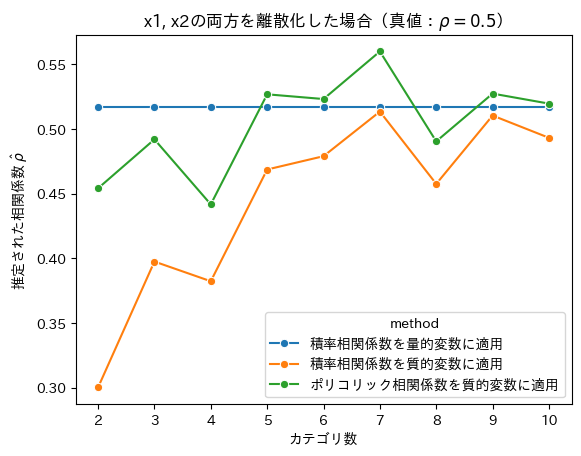 x1, x2の両方を離散化した場合（真値：ρ = 0.5）
推定された相関係数 ρ̂
0.55
0.50
0.45
0.40
0.35
0.30
method
積率相関係数を量的変数に適用
積率相関係数を質的変数に適用
ポリコリック相関係数を質的変数に適用
2 3 4 5 6 7 8 9 10
カテゴリ数